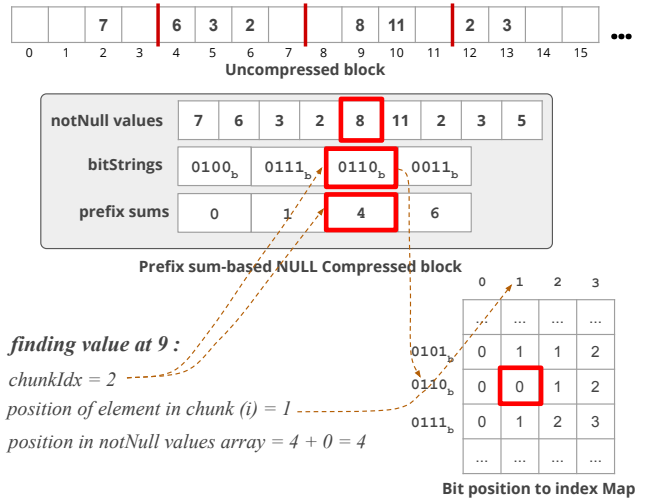 7 6 3 2 8 11 2 3 ...
0 1 2 3 4 5 6 7 8 9 10 11 12 13 14 15
Uncompressed block
notNull values 7 6 3 2 8 11 2 3 5
bitStrings 0100b 0111b 0110b 0011b
prefix sums 0 1 4 6
Prefix sum-based NULL Compressed block
0 1 2 3
... ... ... ...
finding value at 9 :
0101b 0 1 1 2
chunkIdx = 2
0110b 0 0 1 2
position of element in chunk (i) = 1
0111b 0 1 2 3
position in notNull values array = 4 + 0 = 4
... ... ... ...
Bit position to index Map